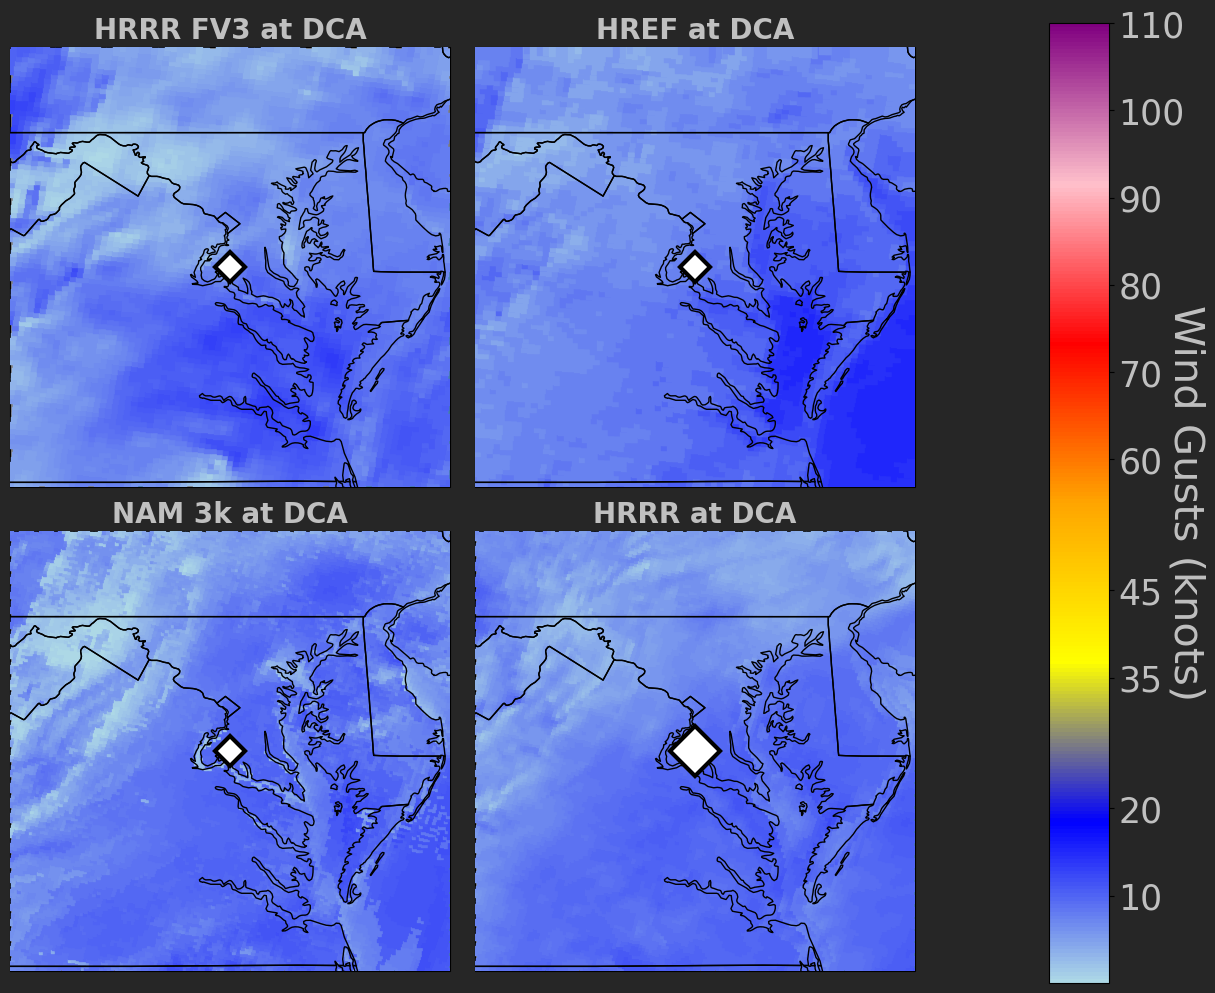 HRRR FV3 at DCA
HREF at DCA
NAM 3k at DCA
HRRR at DCA
110
100
90
80
70
60
45
35
20
10
Wind Gusts (knots)